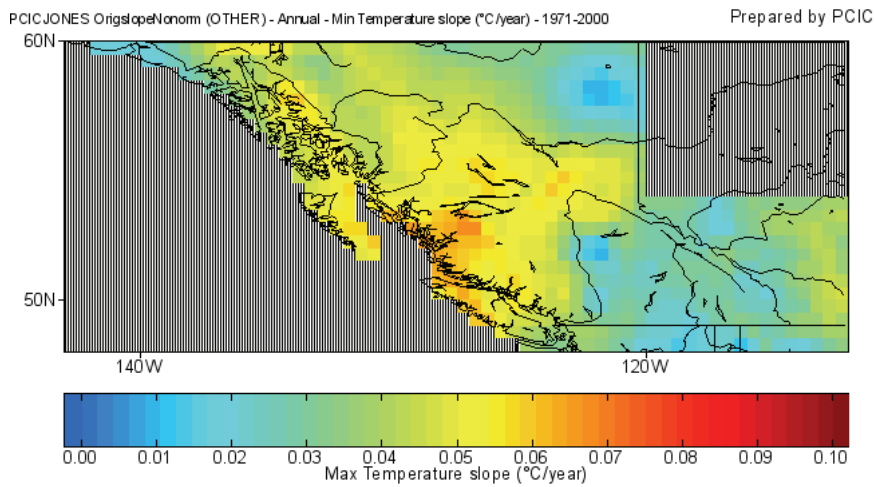 PCICJONES OrigslopeNonorm (OTHER) - Annual - Min Temperature slope (°C/year) - 1971-2000
Prepared by PCIC
60N
50N
140W 120W
0.00 0.01 0.02 0.03 0.04 0.05 0.06 0.07 0.08 0.09 0.10
Max Temperature slope (°C/year)